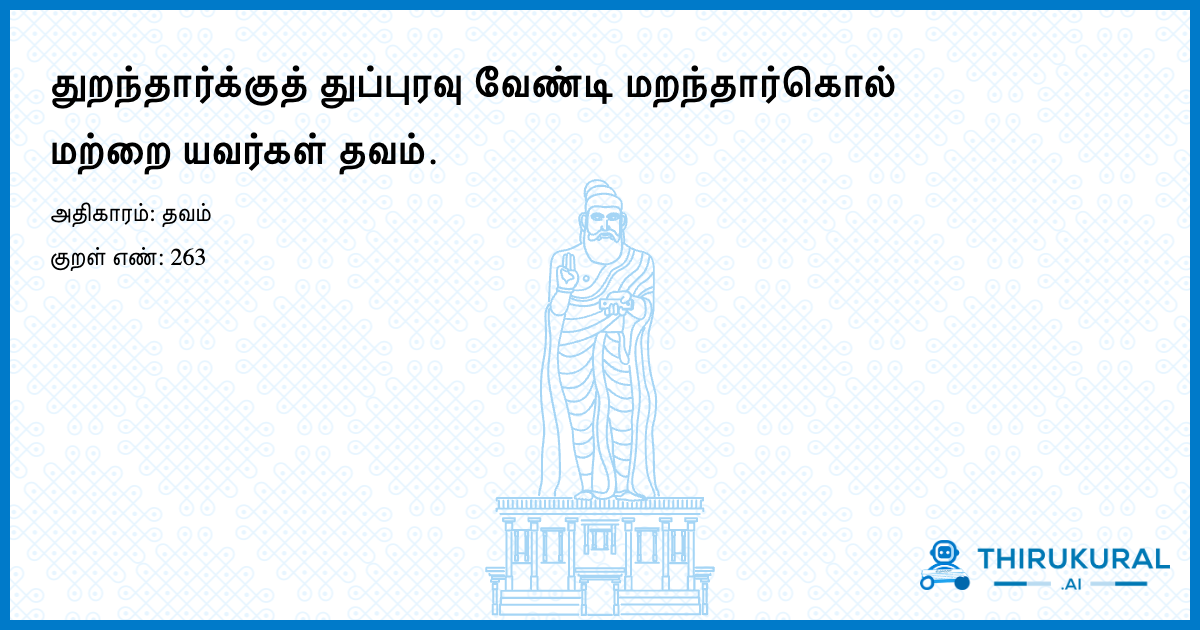 துறந்தார்க்குத் துப்புரவு வேண்டி மறந்தார்கொல்
மற்றை யவர்கள் தவம்.
அதிகாரம்: தவம்
குறள் எண்: 263
THIRUKURAL
.AI